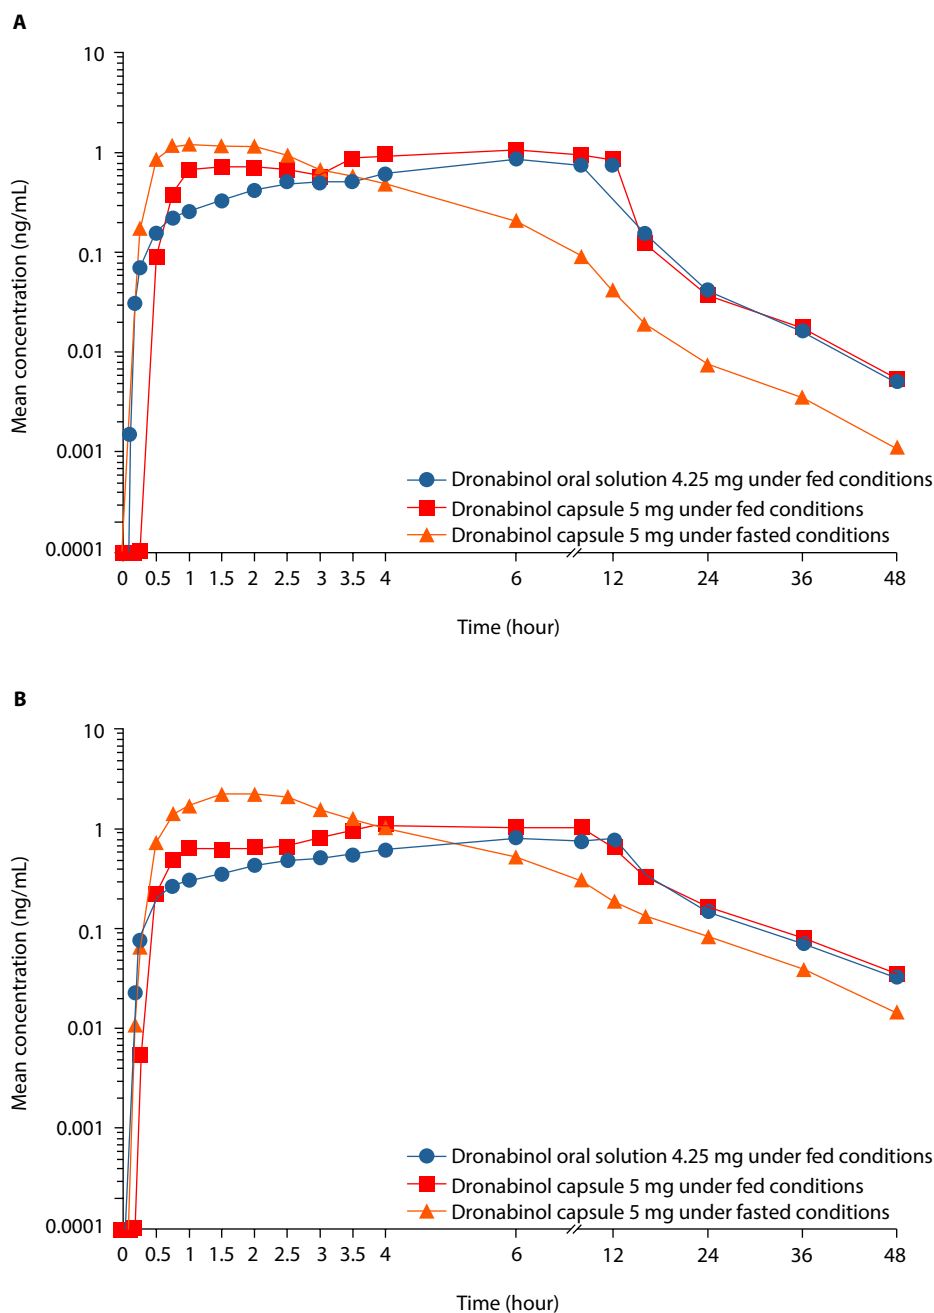 A
10
1
0.1
0.01
0.001
0.0001
Mean concentration (ng/mL)
Dronabinol oral solution 4.25 mg under fed conditions
Dronabinol capsule 5 mg under fed conditions
Dronabinol capsule 5 mg under fasted conditions
0 0.5 1 1.5 2 2.5 3 3.5 4 6 12 24 36 48
Time (hour)
B
10
1
0.1
0.01
0.001
0.0001
Mean concentration (ng/mL)
Dronabinol oral solution 4.25 mg under fed conditions
Dronabinol capsule 5 mg under fed conditions
Dronabinol capsule 5 mg under fasted conditions
0 0.5 1 1.5 2 2.5 3 3.5 4 6 12 24 36 48
Time (hour)